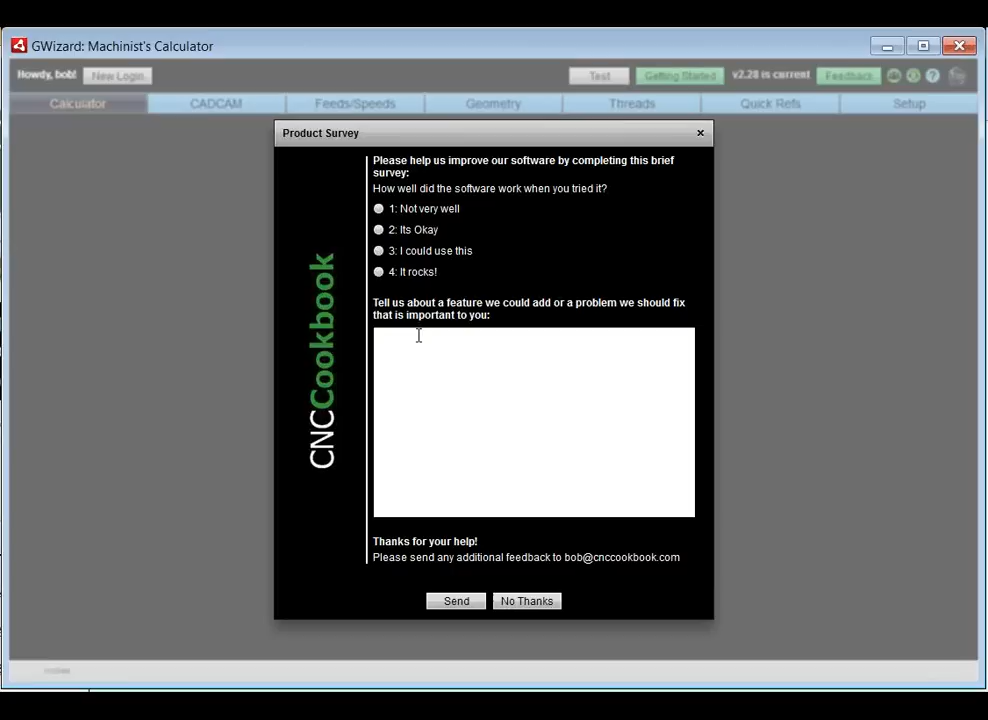 GWizard: Machinist's Calculator
Howdy, bob! New Login Test Getting Started v2.28 is current Feedback
Calculator CADCAM Feeds/Speeds Geometry Threads Quick Refs Setup
Product Survey
Please help us improve our software by completing this brief
survey:
How well did the software work when you tried it?
1: Not very well
2: Its Okay
3: I could use this
4: It rocks!
Tell us about a feature we could add or a problem we should fix
that is important to you:
CNCCookbook
Thanks for your help!
Please send any additional feedback to bob@cnccookbook.com
Send No Thanks